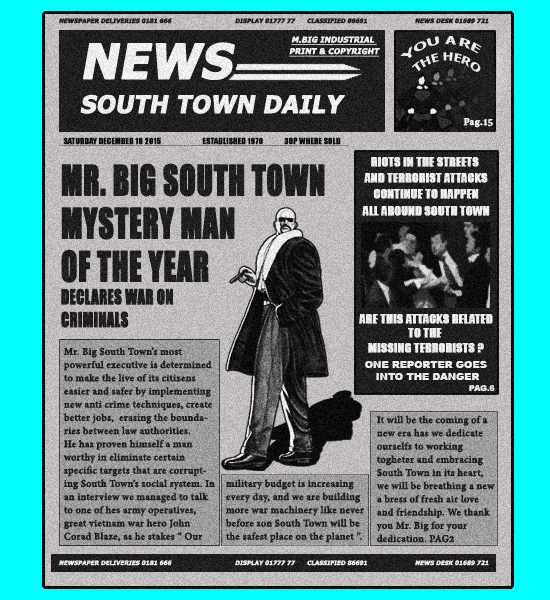 NEWSPAPER DELIVERIES 0181 666 DISPLAY 01777 77 CLASSIFIED 86691 NEWS DESK 01689 721
M.BIG INDUSTRIAL
PRINT & COPYRIGHT
NEWS
SOUTH TOWN DAILY
YOU ARE
THE HERO
Pag.15
SATURDAY DECEMBER 18 2015 ESTABLISHED 1970 30P WHERE SOLD
MR. BIG SOUTH TOWN
MYSTERY MAN
OF THE YEAR
DECLARES WAR ON
CRIMINALS
Mr. Big South Town's most
powerful executive is determined
to make the live of its citizens
easier and safer by implementing
new anti crime techniques, create
better jobs, erasing the bounda-
ries between law authorities.
He has proven himself a man
worthy in eliminate certain
specific targets that are corrupt-
ing South Town's social system. In
an interview we managed to talk
to one of hes army operatives,
great vietnam war hero John
Corad Blaze, as he stakes " Our
military budget is increasing
every day, and we are building
more war machinery like never
before son South Town will be
the safest place on the planet ".
RIOTS IN THE STREETS
AND TERRORIST ATTACKS
CONTINUE TO HAPPEN
ALL AROUND SOUTH TOWN
ARE THIS ATTACKS RELATED
TO THE
MISSING TERRORISTS ?
ONE REPORTER GOES
INTO THE DANGER
PAG.6
It will be the coming of a
new era has we dedicate
ourselfs to working
togheter and embracing
South Town in its heart,
we will be breathing a new
a bress of fresh air love
and friendship. We thank
you Mr. Big for your
dedication. PAG2
NEWSPAPER DELIVERIES 0181 666 DISPLAY 01777 77 CLASSIFIED 86691 NEWS DESK 01689 721